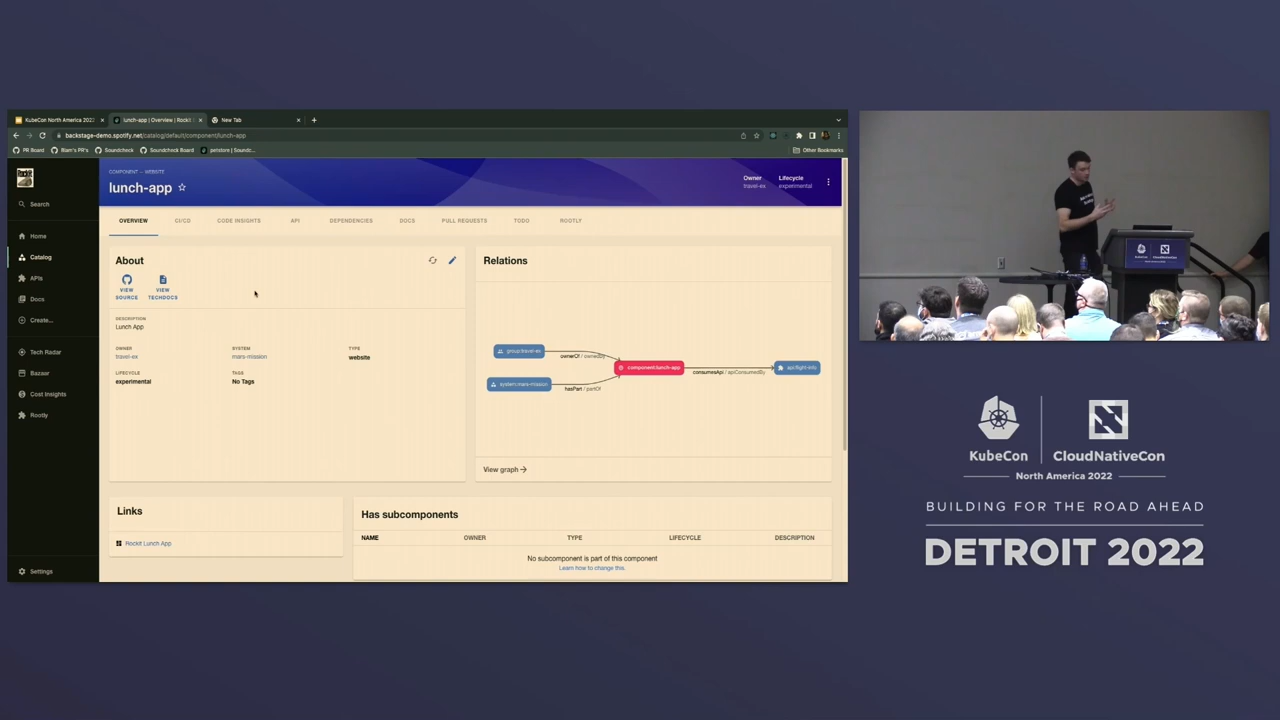 KubeCon North America 2022
lunch-app | Overview | Rockit
New Tab
backstage-demo.spotify.net/catalog/default/component/lunch-app
PR Board
Blam's PR's
Soundcheck
Soundcheck Board
petstore | Soundc...
Other Bookmarks
COMPONENT — WEBSITE
lunch-app
Owner
travel-ex
Lifecycle
experimental
Search
Home
Catalog
APIs
Docs
Create...
Tech Radar
Bazaar
Cost Insights
Rootly
Settings
OVERVIEW
CI/CD
CODE INSIGHTS
API
DEPENDENCIES
DOCS
PULL REQUESTS
TODO
ROOTLY
About
VIEW
SOURCE
VIEW
TECHDOCS
DESCRIPTION
Lunch App
OWNER
travel-ex
SYSTEM
mars-mission
TYPE
website
LIFECYCLE
experimental
TAGS
No Tags
Relations
group:travel-ex
ownerOf / ownedBy
component:lunch-app
consumesApi / apiConsumedBy
api:flight-info
system:mars-mission
hasPart / partOf
View graph
Links
Rockit Lunch App
Has subcomponents
NAME
OWNER
TYPE
LIFECYCLE
DESCRIPTION
No subcomponent is part of this component
Learn how to change this.
KubeCon
CloudNativeCon
North America 2022
BUILDING FOR THE ROAD AHEAD
DETROIT 2022